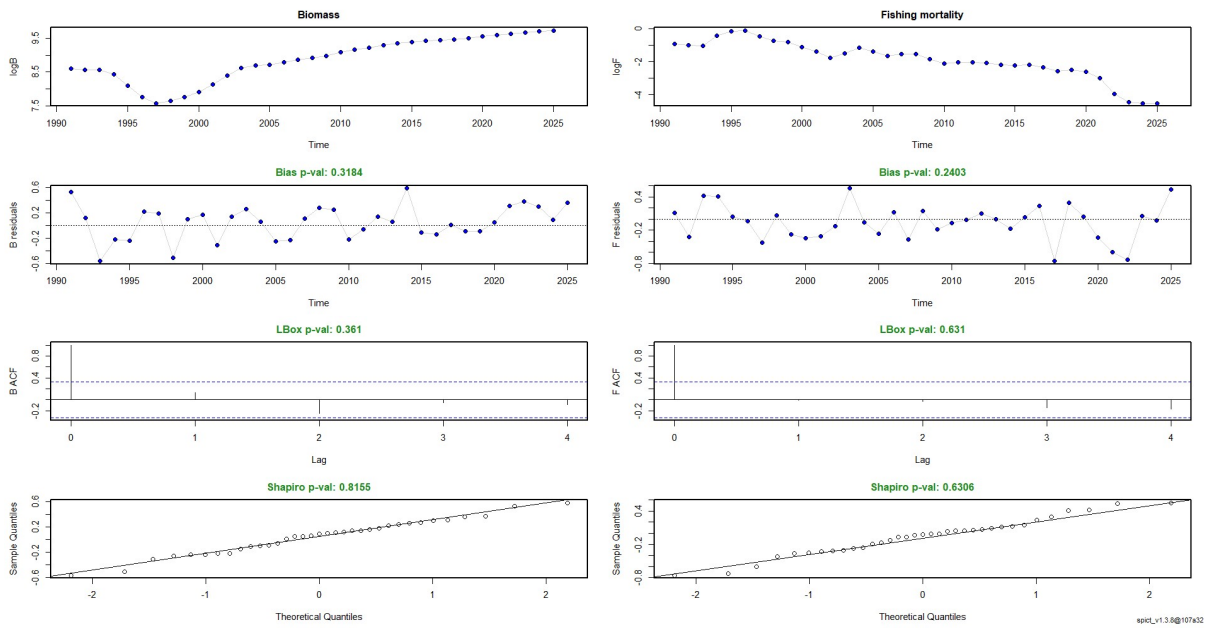 Biomass
logB
7.5 8.5 9.5
1990 1995 2000 2005 2010 2015 2020 2025
Time
Bias p-val: 0.3184
B residuals
-0.6 -0.2 0.2 0.6
1990 1995 2000 2005 2010 2015 2020 2025
Time
LBox p-val: 0.361
B ACF
-0.2 0.4 0.8
0 1 2 3 4
Lag
Shapiro p-val: 0.8155
Sample Quantiles
-0.6 -0.2 0.2 0.6
-2 -1 0 1 2
Theoretical Quantiles
Fishing mortality
logF
-4 -2 0
1990 1995 2000 2005 2010 2015 2020 2025
Time
Bias p-val: 0.2403
F residuals
-0.8 -0.2 0.4
1990 1995 2000 2005 2010 2015 2020 2025
Time
LBox p-val: 0.631
F ACF
-0.2 0.4 0.8
0 1 2 3 4
Lag
Shapiro p-val: 0.6306
Sample Quantiles
-0.8 -0.2 0.4
-2 -1 0 1 2
Theoretical Quantiles
spict_v1.3.8@107a32